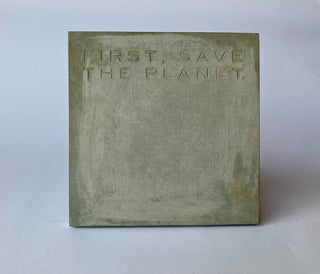 FIRST, SAVE
THE PLANET.